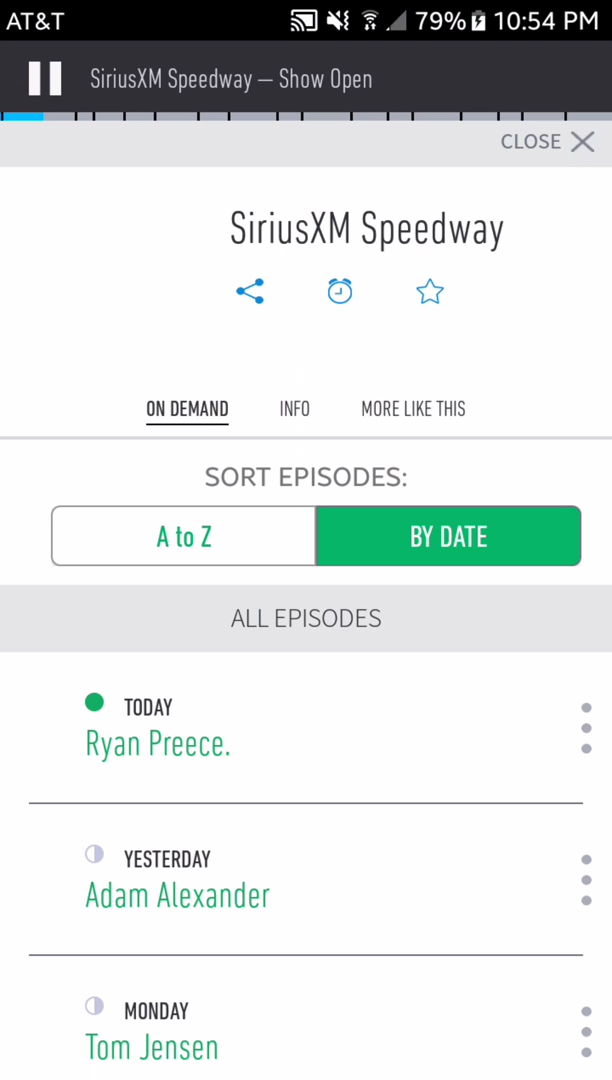 AT&T 79% 10:54 PM
SiriusXM Speedway – Show Open
CLOSE
SiriusXM Speedway
ON DEMAND INFO MORE LIKE THIS
SORT EPISODES:
A to Z BY DATE
ALL EPISODES
TODAY
Ryan Preece.
YESTERDAY
Adam Alexander
MONDAY
Tom Jensen